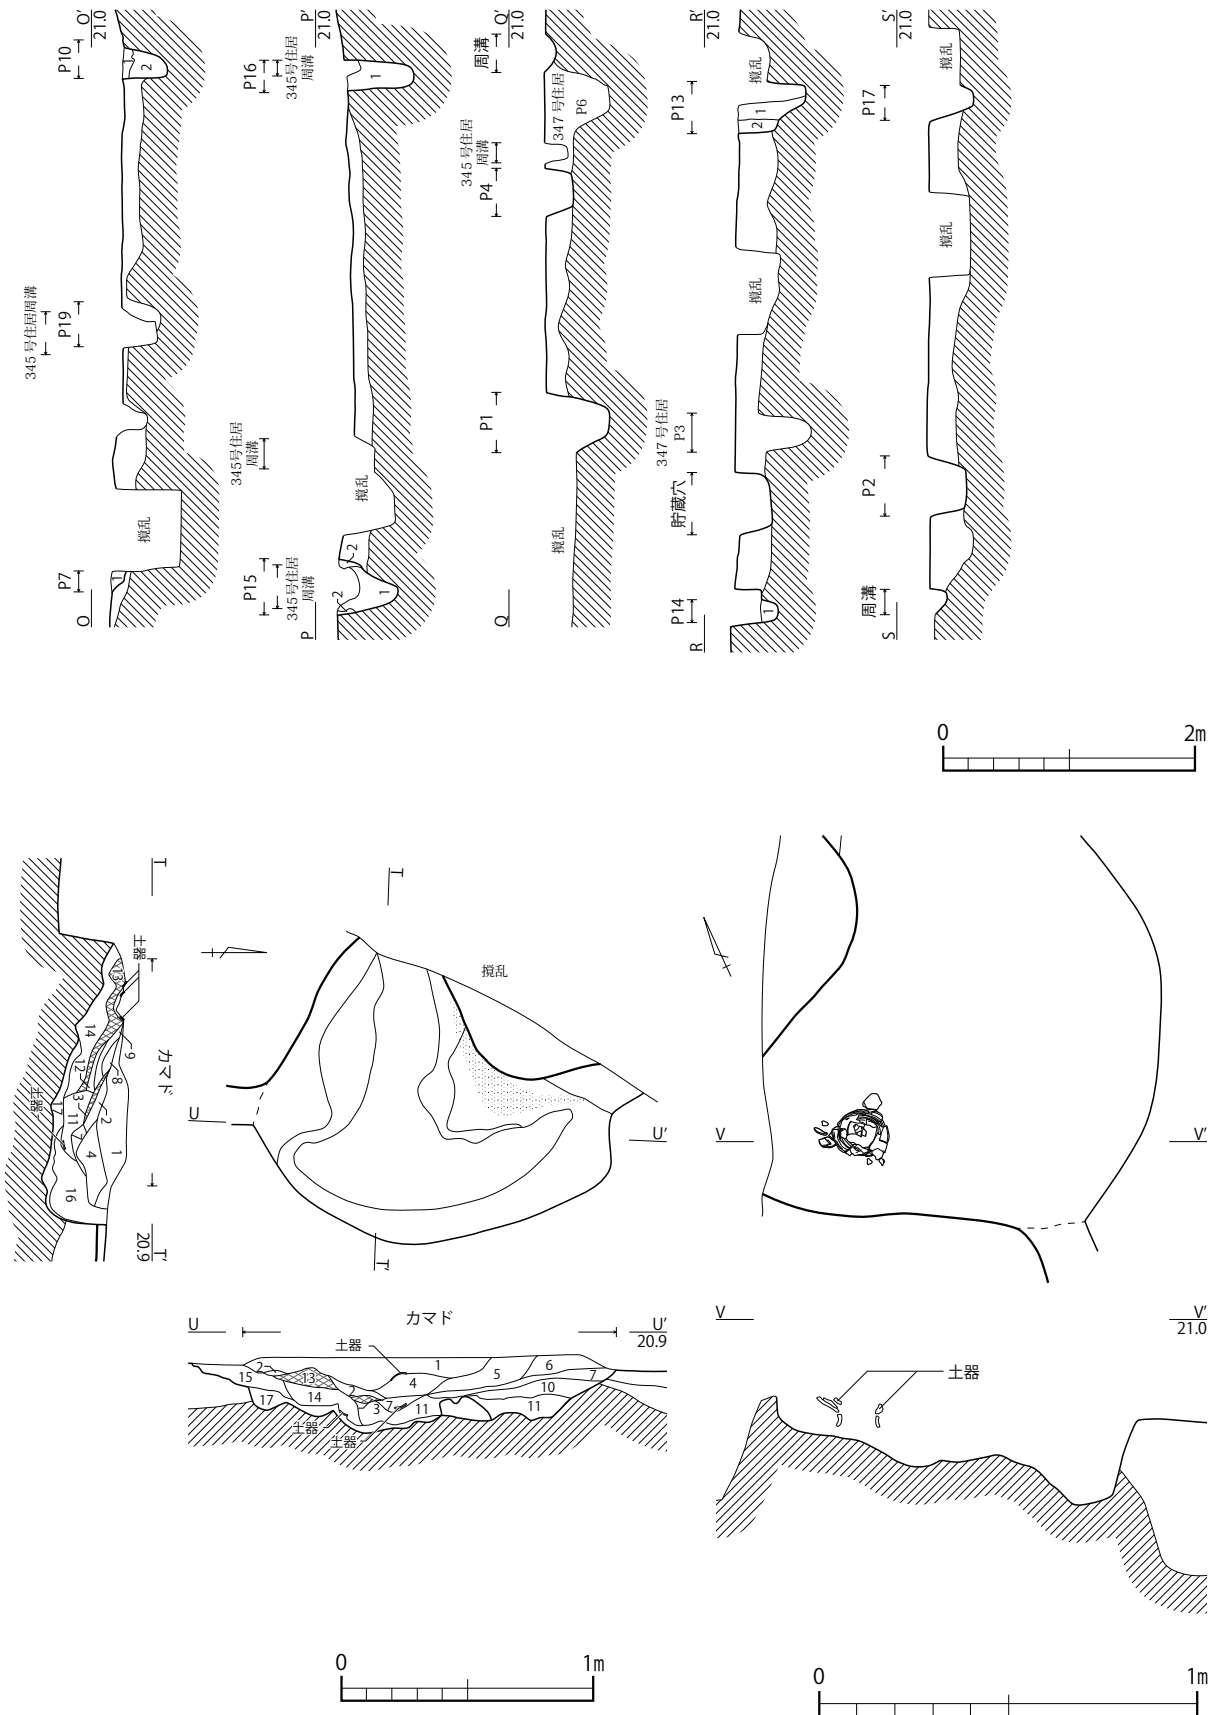 O'
21.0
P10
1
2
345号住居周溝
P19
撹乱
P7
1
O
P'
21.0
P16
345号住居
周溝
1
345号住居
周溝
撹乱
2
P15
345号住居
周溝
2
1
P
Q'
21.0
周溝
347号住居
P6
345号住居
周溝
P4
P1
撹乱
Q
R'
21.0
撹乱
P13
1
2
撹乱
347号住居
P3
貯蔵穴
P14
1
R
S'
21.0
撹乱
P17
撹乱
P2
周溝
S
0
2m
T
土器
13
14
9
12
8
カマド
土器
3
17
11
2
7
4
1
16
T'
20.9
T
撹乱
U
U'
T'
V
V'
カマド
U
U'
20.9
土器
2
1
6
15
13
5
7
2
4
10
17
14
3
7
11
11
土器
土器
V
V'
21.0
土器
0
1m
0
1m